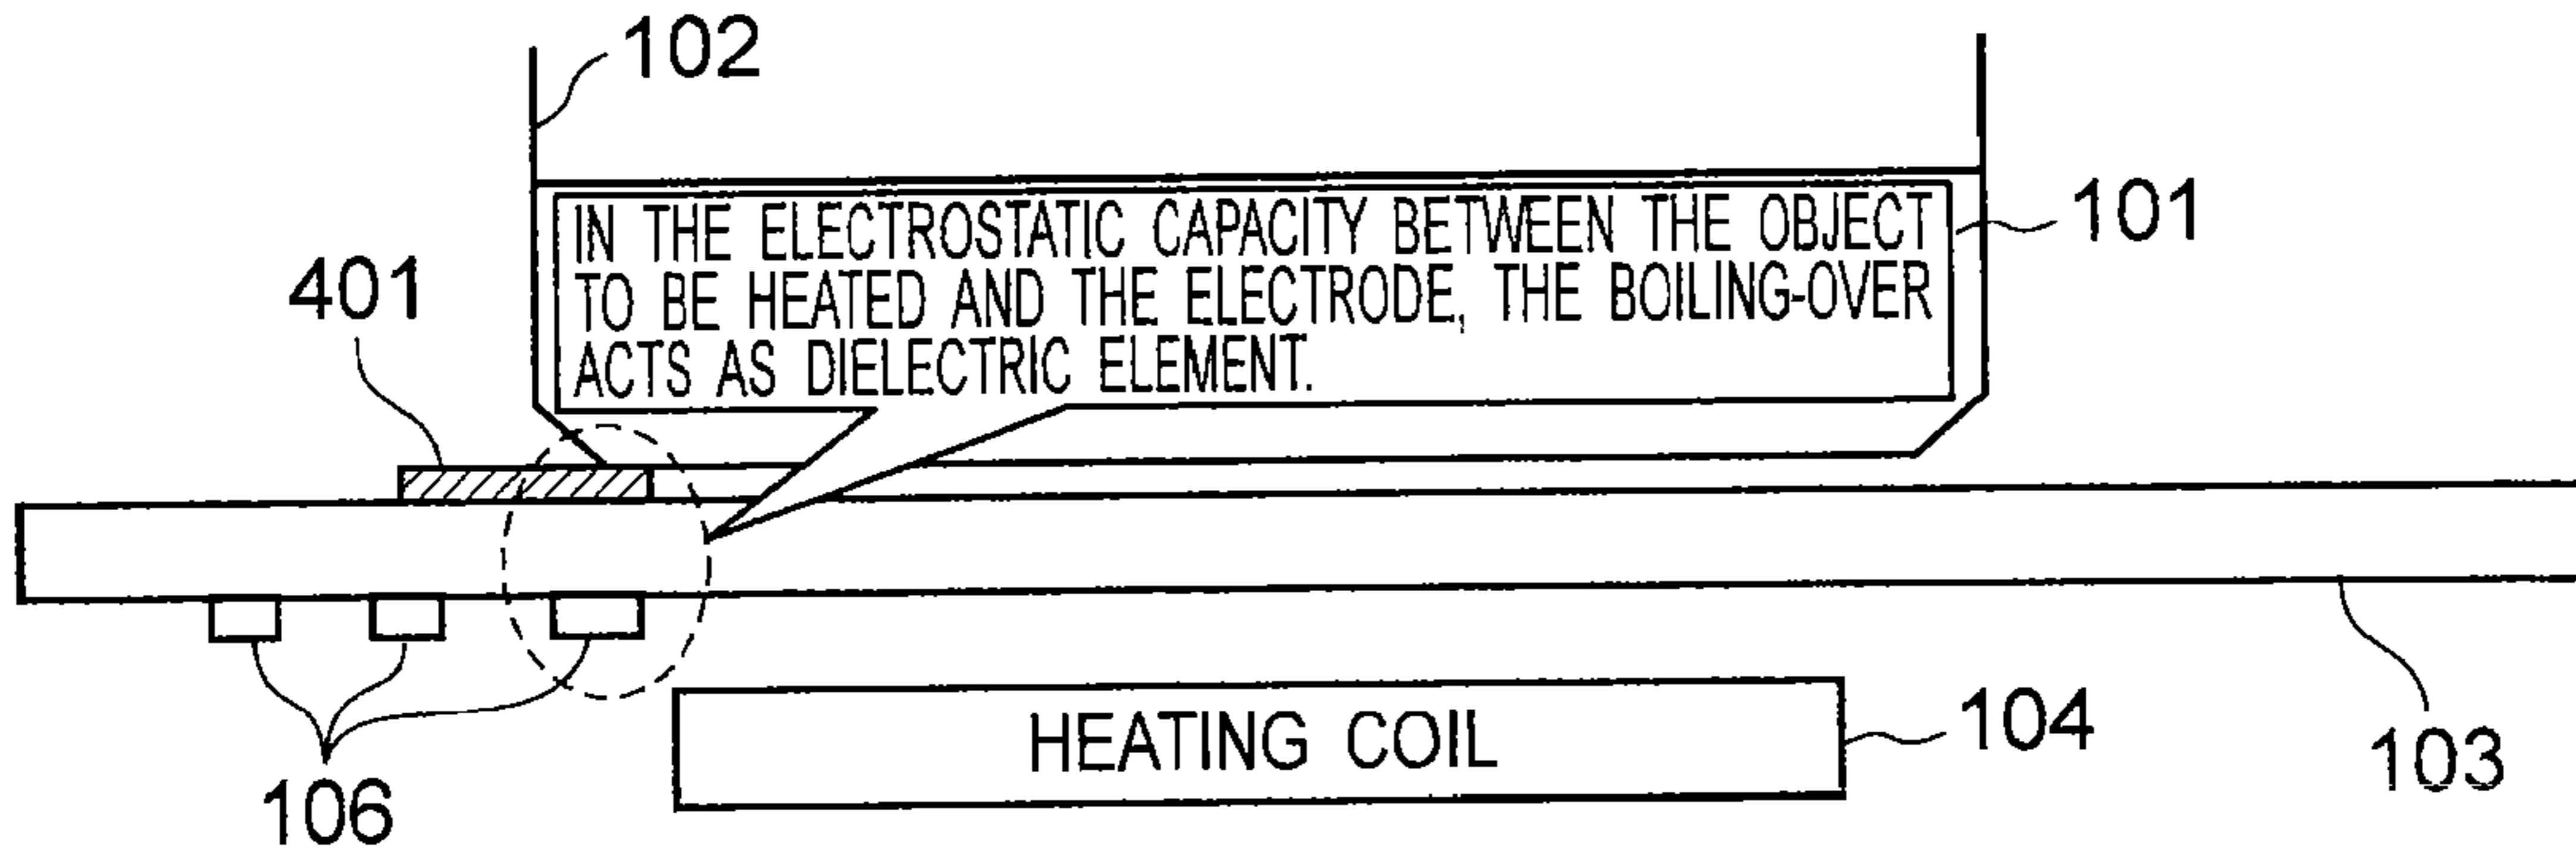 102
IN THE ELECTROSTATIC CAPACITY BETWEEN THE OBJECT
TO BE HEATED AND THE ELECTRODE, THE BOILING-OVER
ACTS AS DIELECTRIC ELEMENT.
101
401
HEATING COIL
104
103
106